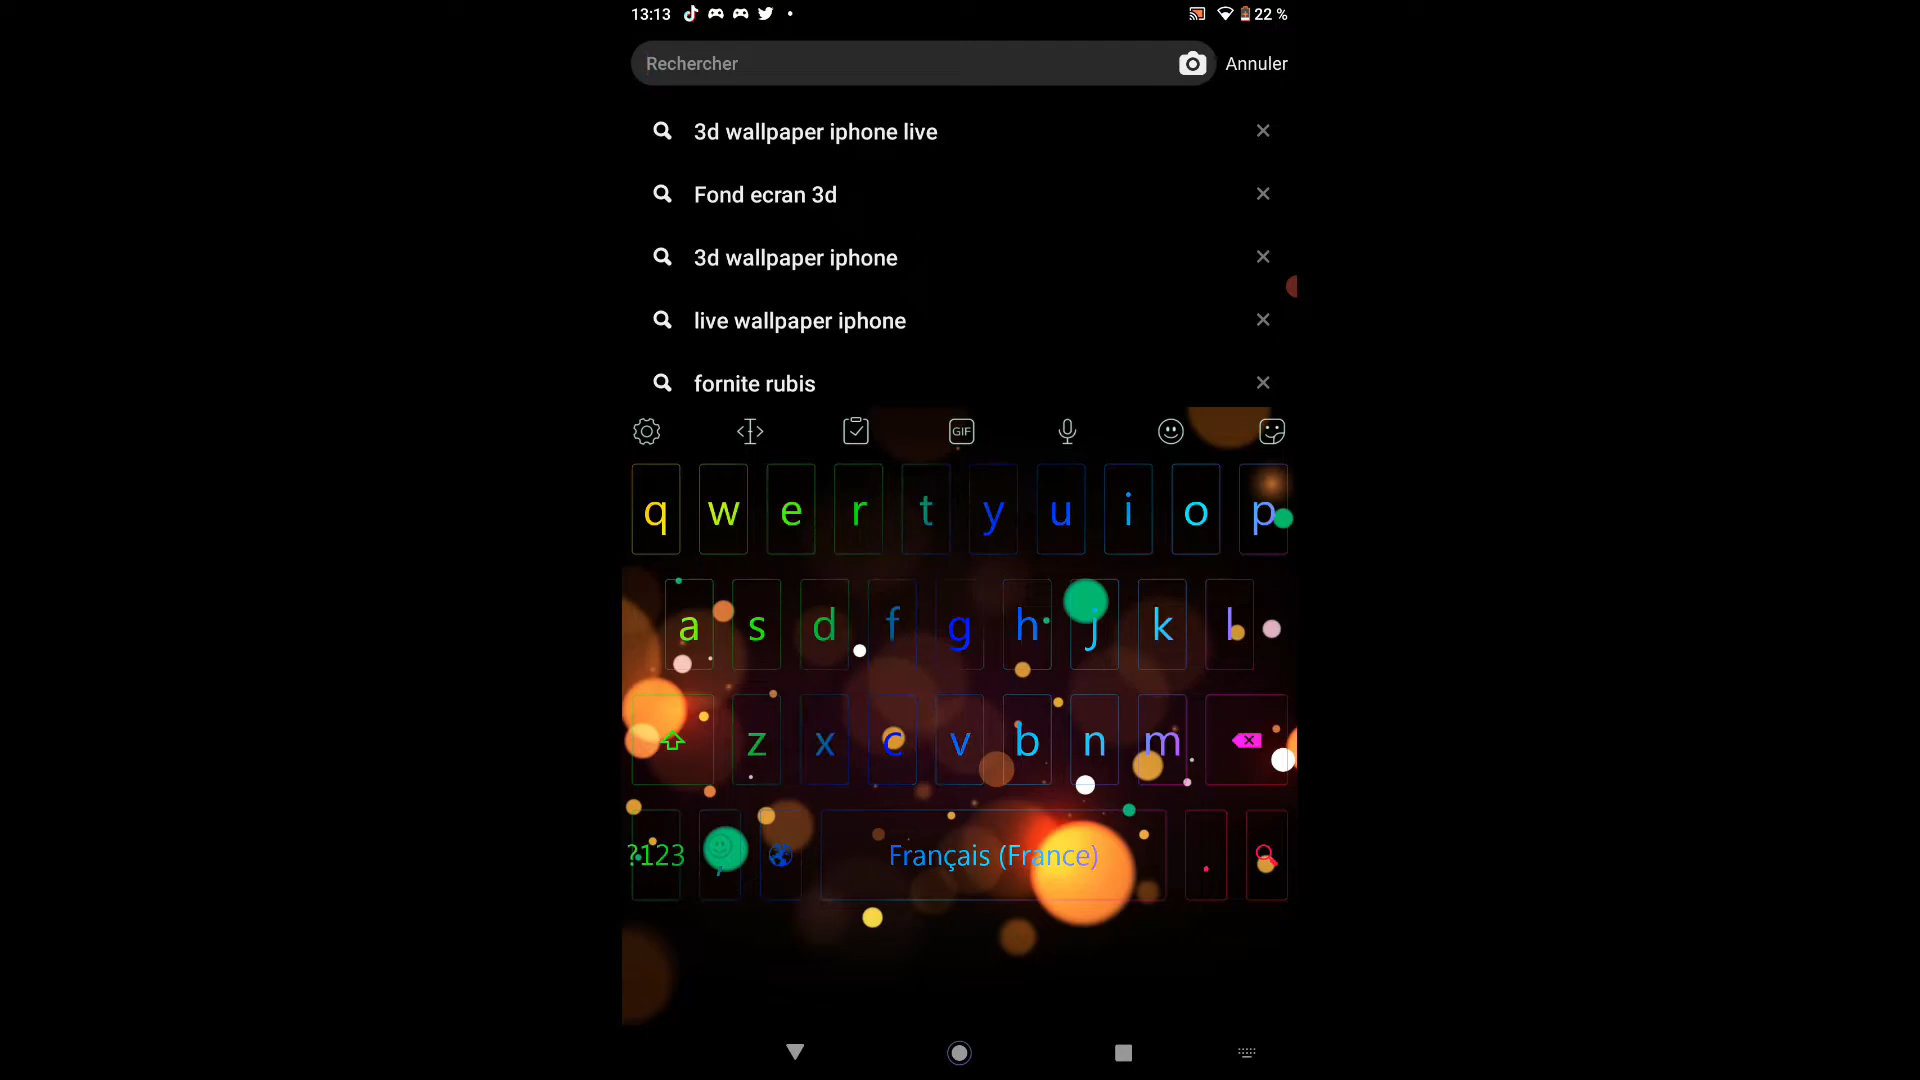 13:13 22 %
Rechercher Annuler
3d wallpaper iphone live
Fond ecran 3d
3d wallpaper iphone
live wallpaper iphone
fornite rubis
GIF
q w e r t y u i o p
a s d f g h j k l
z x c v b n m
?123 , Français (France) .